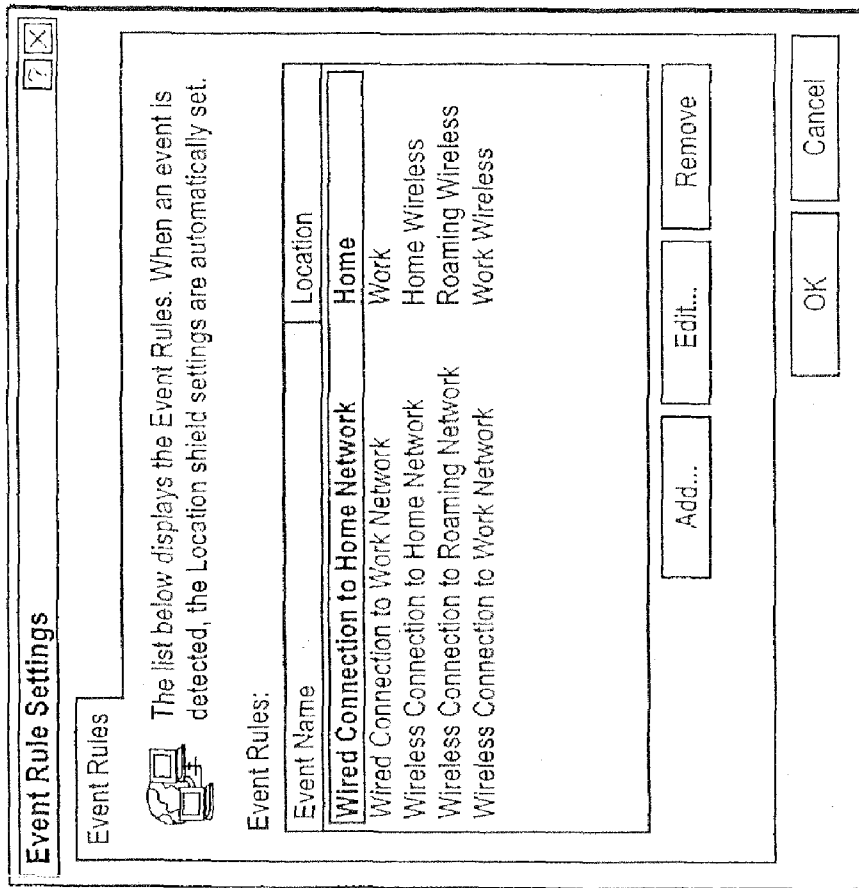 Event Rule Settings
? X
Event Rules
The list below displays the Event Rules. When an event is
detected, the Location shield settings are automatically set.
Event Rules:
Event Name Location
Wired Connection to Home Network Home
Wired Connection to Work Network Work
Wireless Connection to Home Network Home Wireless
Wireless Connection to Roaming Network Roaming Wireless
Wireless Connection to Work Network Work Wireless
Add... Edit... Remove
OK Cancel